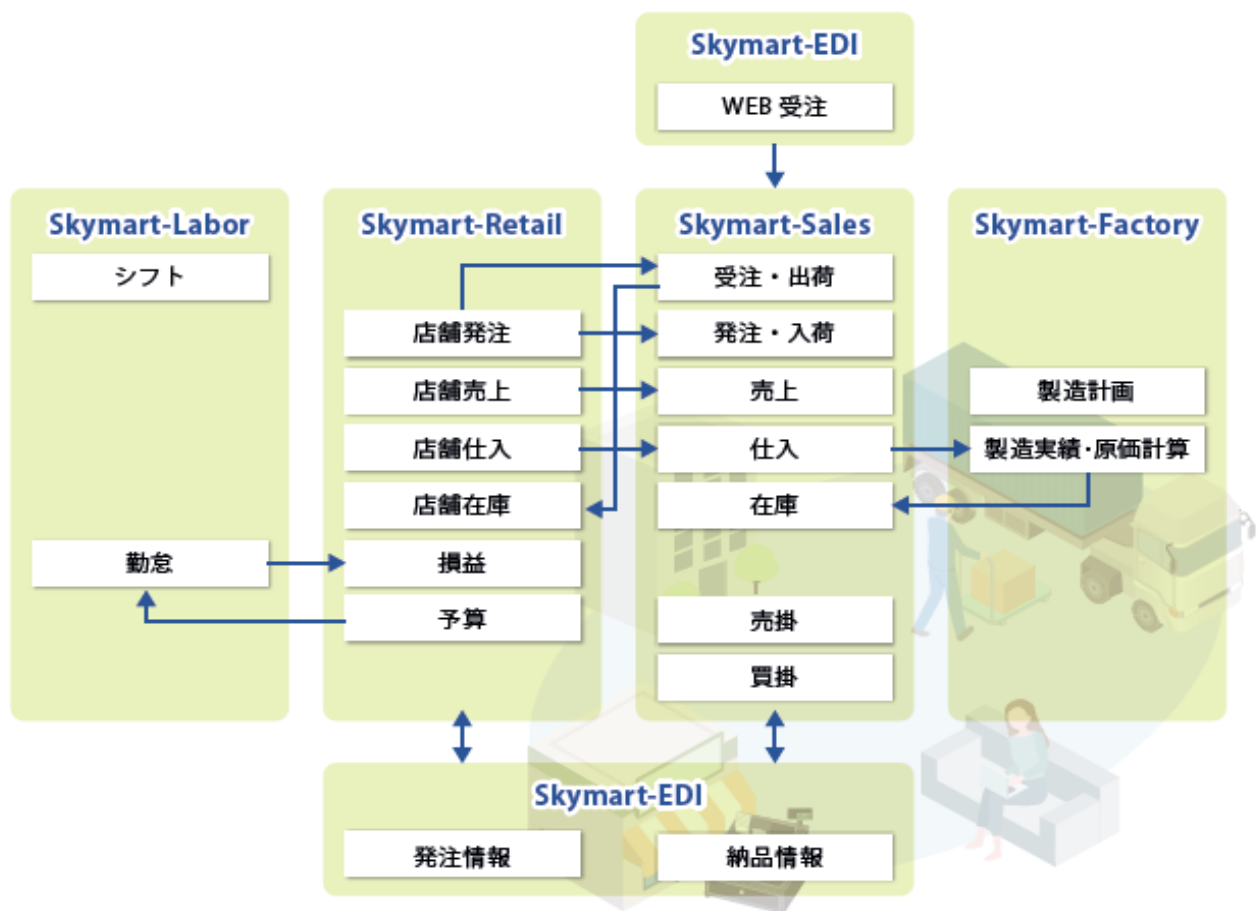 Skymart-EDI
WEB 受注
Skymart-Labor
シフト
勤怠
Skymart-Retail
店舗発注
店舗売上
店舗仕入
店舗在庫
損益
予算
Skymart-Sales
受注・出荷
発注・入荷
売上
仕入
在庫
売掛
買掛
Skymart-Factory
製造計画
製造実績・原価計算
Skymart-EDI
発注情報
納品情報